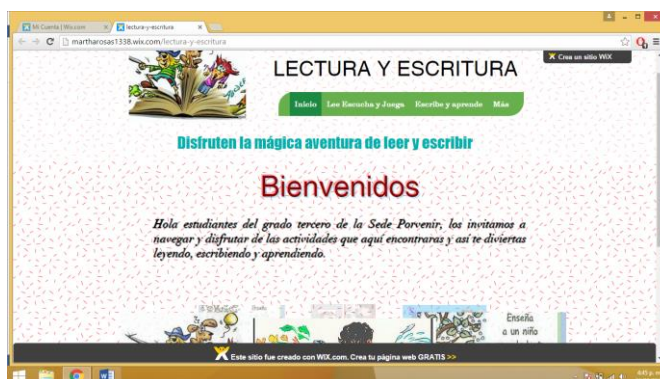 Mi Cuenta | Wix.com
lectura-y-escritura
martharosas1338.wix.com/lectura-y-escritura
LECTURA Y ESCRITURA
Crea un sitio WIX
Inicio Lee Escucha y Juega Escribe y aprende Más
Disfruten la mágica aventura de leer y escribir
Bienvenidos
Hola estudiantes del grado tercero de la Sede Porvenir, los invitamos a
navegar y disfrutar de las actividades que aquí encontraras y así te diviertas
leyendo, escribiendo y aprendiendo.
Enseña
a un niño
Este sitio fue creado con WIX.com. Crea tu página web GRATIS >>